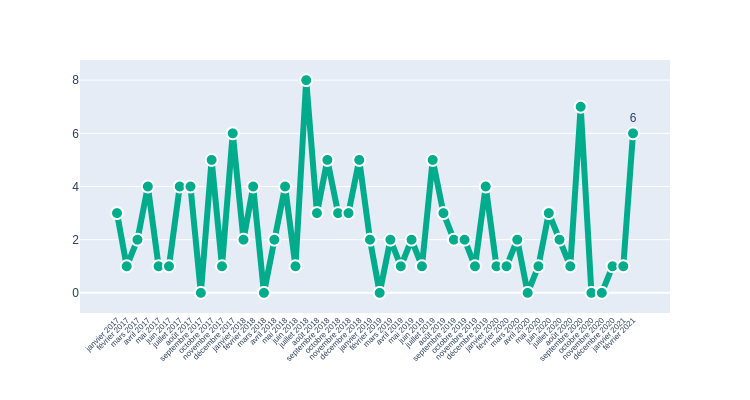 8
6
4
2
0
6
janvier 2017
février 2017
mars 2017
avril 2017
mai 2017
juin 2017
juillet 2017
août 2017
septembre 2017
octobre 2017
novembre 2017
décembre 2017
janvier 2018
février 2018
mars 2018
avril 2018
mai 2018
juin 2018
juillet 2018
août 2018
septembre 2018
octobre 2018
novembre 2018
décembre 2018
janvier 2019
février 2019
mars 2019
avril 2019
mai 2019
juin 2019
juillet 2019
août 2019
septembre 2019
octobre 2019
novembre 2019
décembre 2019
janvier 2020
février 2020
mars 2020
avril 2020
mai 2020
juin 2020
juillet 2020
août 2020
septembre 2020
octobre 2020
novembre 2020
décembre 2020
janvier 2021
février 2021